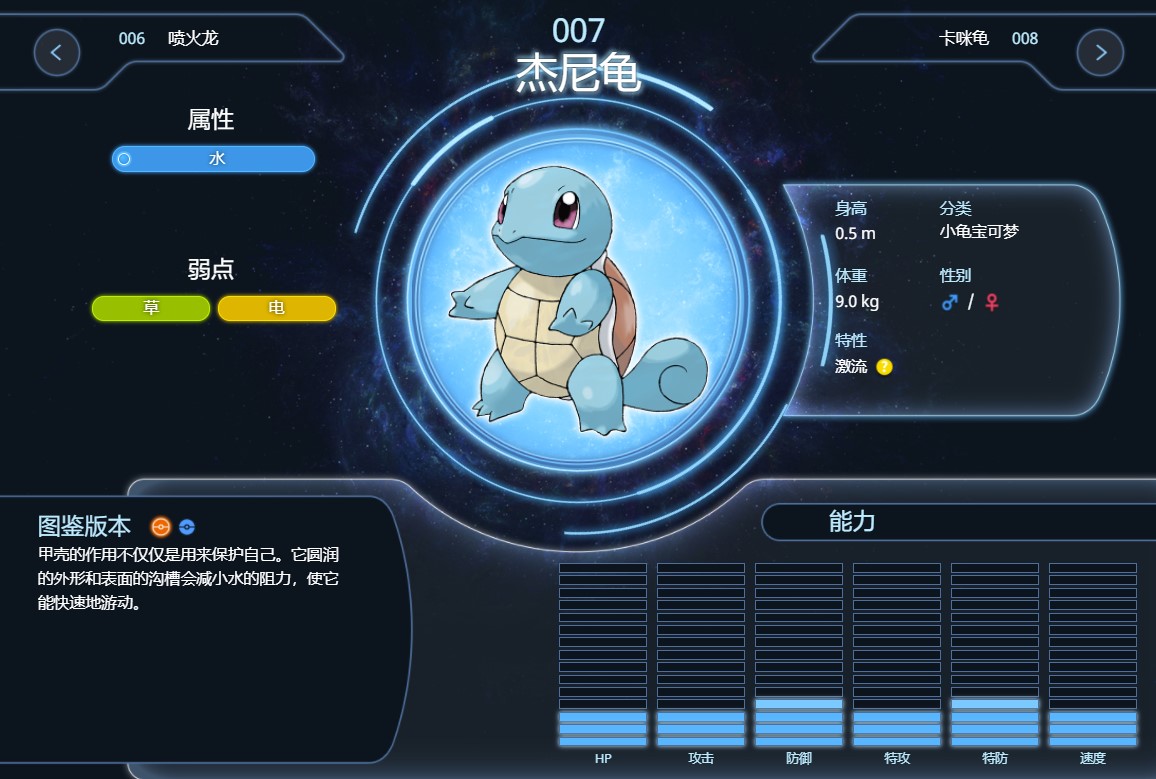 006 喷火龙
007
杰尼龟
卡咪龟 008
属性
水
弱点
草 电
身高 分类
0.5 m 小龟宝可梦
体重 性别
9.0 kg ♂ / ♀
特性
激流 ?
图鉴版本
甲壳的作用不仅仅是用来保护自己。它圆润
的外形和表面的沟槽会减小水的阻力，使它
能快速地游动。
能力
HP 攻击 防御 特攻 特防 速度